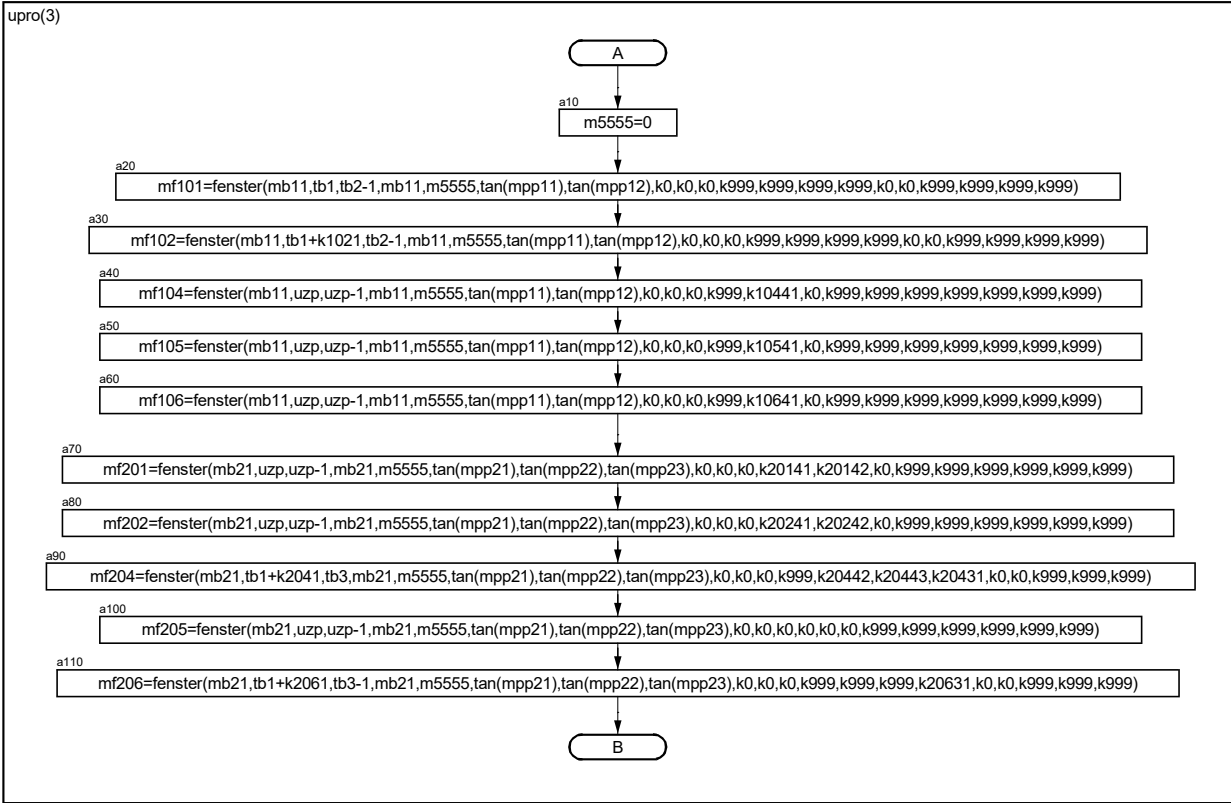 upro(3)
A
a10
m5555=0
a20
mf101=fenster(mb11,tb1,tb2-1,mb11,m5555,tan(mpp11),tan(mpp12),k0,k0,k0,k999,k999,k999,k999,k0,k0,k999,k999,k999,k999)
a30
mf102=fenster(mb11,tb1+k1021,tb2-1,mb11,m5555,tan(mpp11),tan(mpp12),k0,k0,k0,k999,k999,k999,k999,k0,k0,k999,k999,k999,k999)
a40
mf104=fenster(mb11,uzp,uzp-1,mb11,m5555,tan(mpp11),tan(mpp12),k0,k0,k0,k999,k10441,k0,k999,k999,k999,k999,k999,k999,k999)
a50
mf105=fenster(mb11,uzp,uzp-1,mb11,m5555,tan(mpp11),tan(mpp12),k0,k0,k0,k999,k10541,k0,k999,k999,k999,k999,k999,k999,k999)
a60
mf106=fenster(mb11,uzp,uzp-1,mb11,m5555,tan(mpp11),tan(mpp12),k0,k0,k0,k999,k10641,k0,k999,k999,k999,k999,k999,k999,k999)
a70
mf201=fenster(mb21,uzp,uzp-1,mb21,m5555,tan(mpp21),tan(mpp22),tan(mpp23),k0,k0,k0,k20141,k20142,k0,k999,k999,k999,k999,k999,k999)
a80
mf202=fenster(mb21,uzp,uzp-1,mb21,m5555,tan(mpp21),tan(mpp22),tan(mpp23),k0,k0,k0,k20241,k20242,k0,k999,k999,k999,k999,k999,k999)
a90
mf204=fenster(mb21,tb1+k2041,tb3,mb21,m5555,tan(mpp21),tan(mpp22),tan(mpp23),k0,k0,k0,k999,k20442,k20443,k20431,k0,k0,k999,k999,k999)
a100
mf205=fenster(mb21,uzp,uzp-1,mb21,m5555,tan(mpp21),tan(mpp22),tan(mpp23),k0,k0,k0,k0,k0,k0,k999,k999,k999,k999,k999,k999)
a110
mf206=fenster(mb21,tb1+k2061,tb3-1,mb21,m5555,tan(mpp21),tan(mpp22),tan(mpp23),k0,k0,k0,k999,k999,k999,k20631,k0,k0,k999,k999,k999)
B